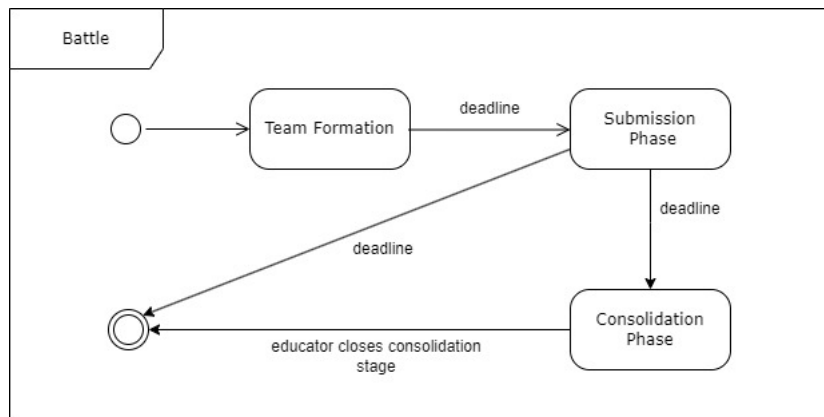 Battle
Team Formation
deadline
Submission
Phase
deadline
deadline
Consolidation
Phase
educator closes consolidation
stage